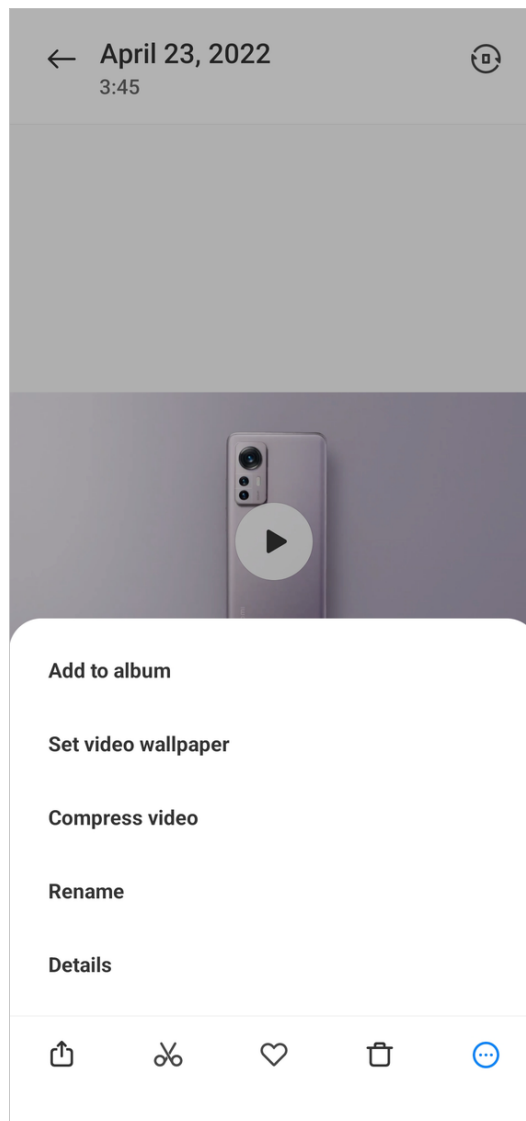 April 23, 2022
3:45
Add to album
Set video wallpaper
Compress video
Rename
Details